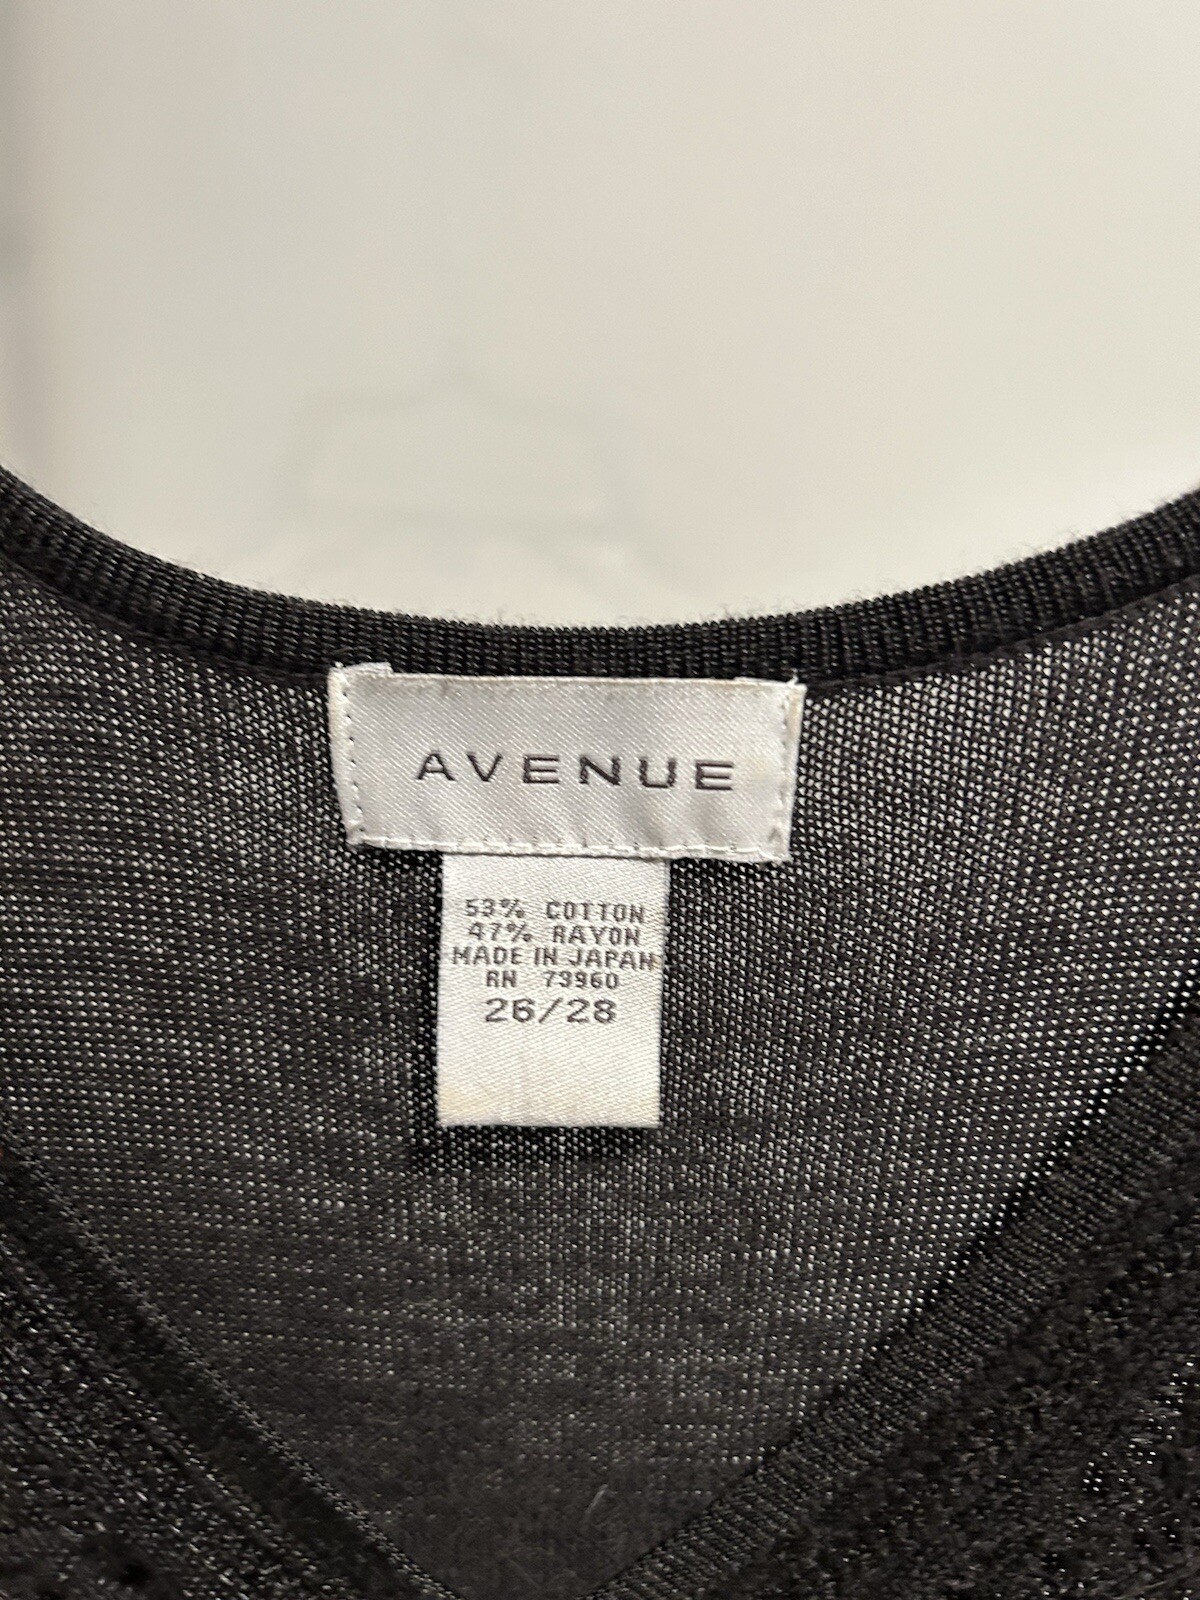 AVENUE
53% COTTON
47% RAYON
MADE IN JAPAN
RN 73960
26/28